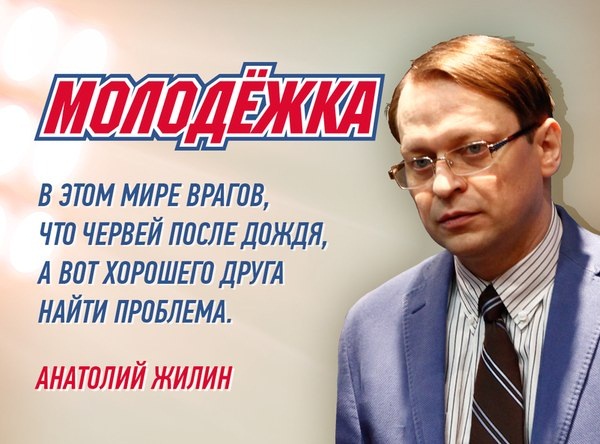 МОЛОДЁЖКА
В ЭТОМ МИРЕ ВРАГОВ,
ЧТО ЧЕРВЕЙ ПОСЛЕ ДОЖДЯ,
А ВОТ ХОРОШЕГО ДРУГА
НАЙТИ ПРОБЛЕМА.
АНАТОЛИЙ ЖИЛИН